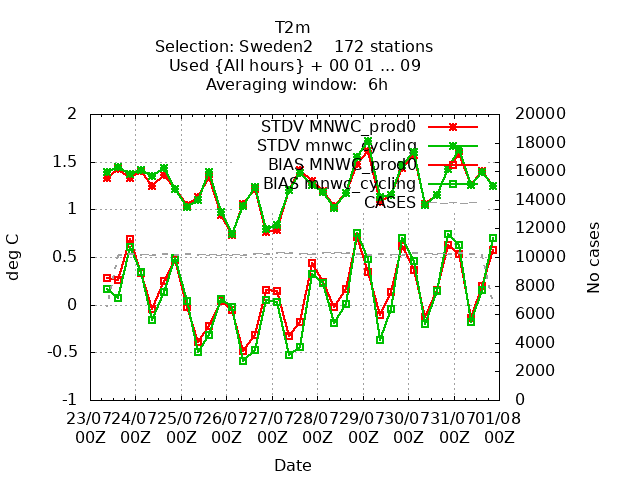 T2m
Selection: Sweden2    172 stations
Used {All hours} + 00 01 ... 09
Averaging window:  6h
STDV MNWC_prod0
STDV mnwc_cycling
BIAS MNWC_prod0
BIAS mnwc_cycling
CASES
deg C
2
1.5
1
0.5
0
-0.5
-1
No cases
20000
18000
16000
14000
12000
10000
8000
6000
4000
2000
0
23/07 24/07 25/07 26/07 27/07 28/07 29/07 30/07 31/07 01/08
00Z 00Z 00Z 00Z 00Z 00Z 00Z 00Z 00Z 00Z
Date